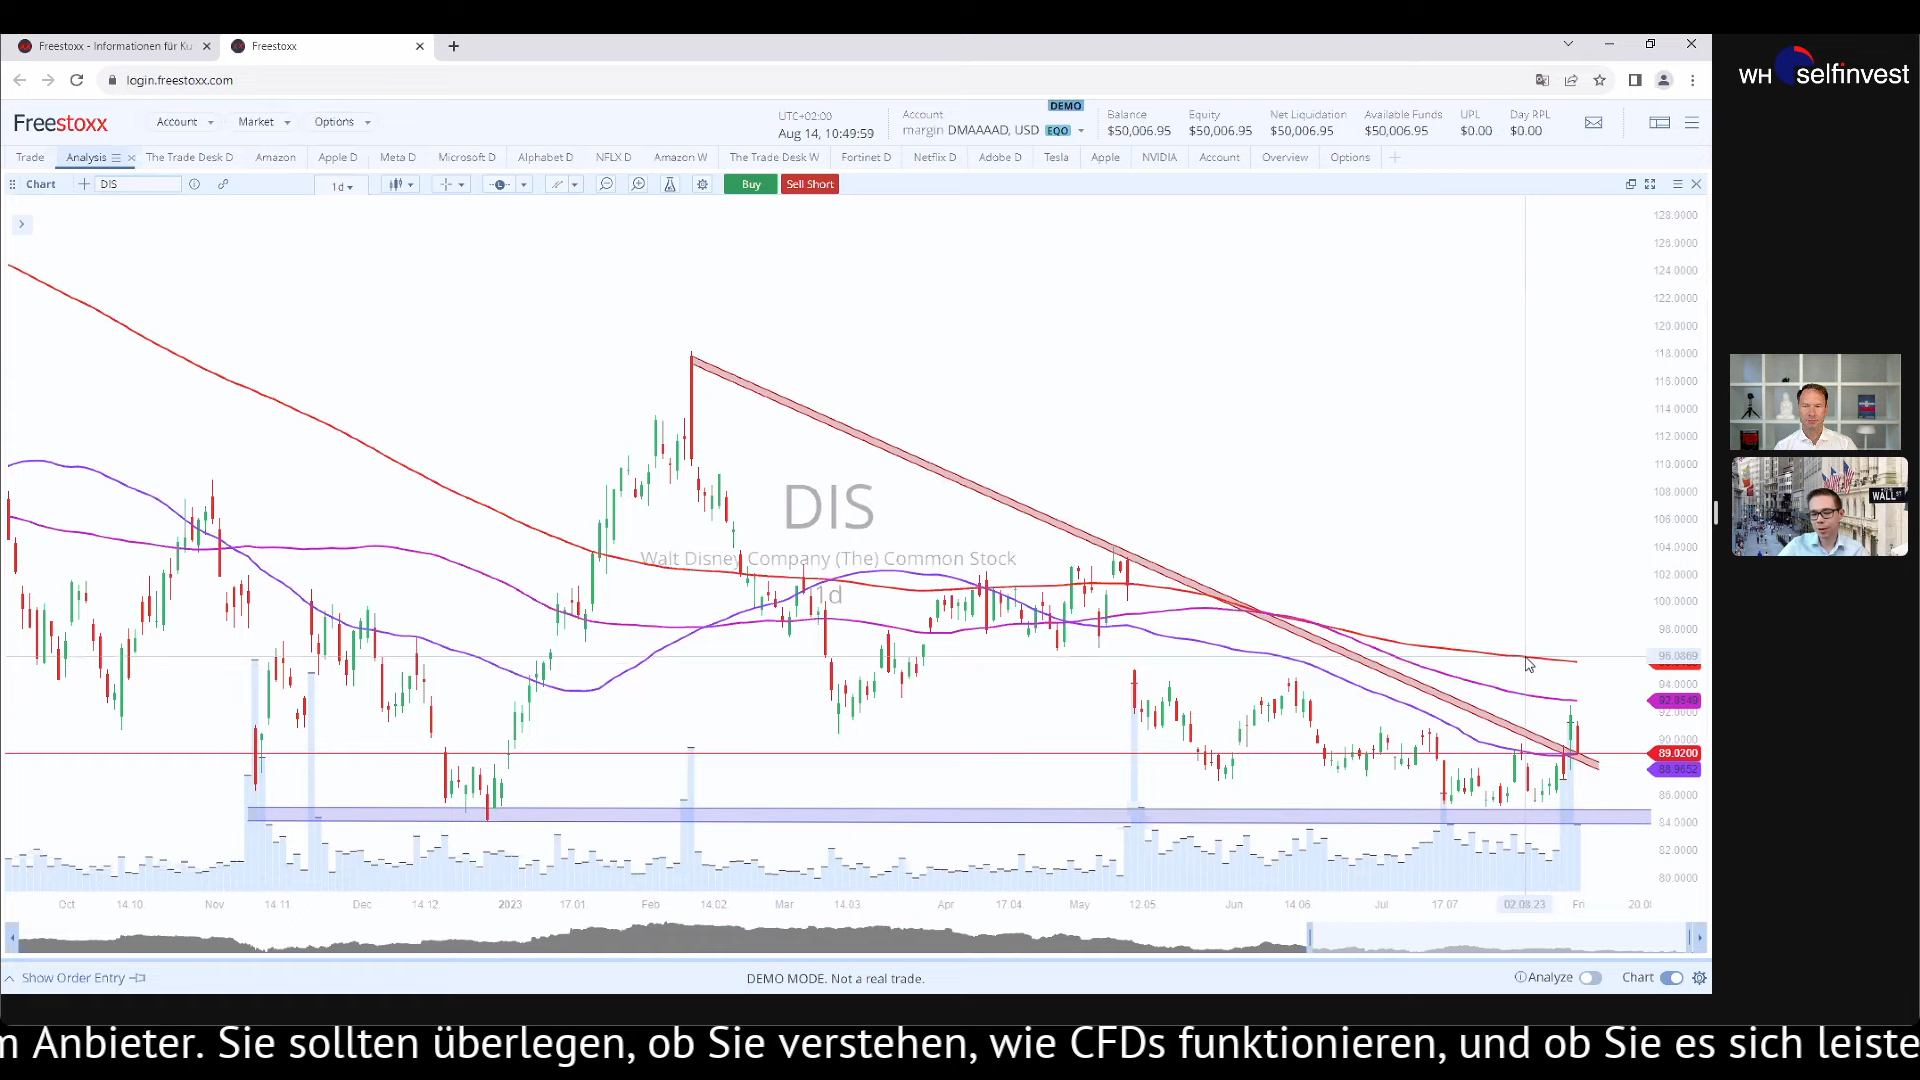 Freestoxx - Informationen für Ku
Freestoxx
login.freestoxx.com
WH selfinvest
Freestoxx
Account
Market
Options
UTC+02:00
Aug 14, 10:49:59
Account
DEMO
margin DMAAAAD, USD EQO
Balance
$50,006.95
Equity
$50,006.95
Net Liquidation
$50,006.95
Available Funds
$50,006.95
UPL
$0.00
Day RPL
$0.00
Trade Analysis The Trade Desk D Amazon Apple D Meta D Microsoft D Alphabet D NFLX D Amazon W The Trade Desk W Fortinet D Netflix D Adobe D Tesla Apple NVIDIA Account Overview Options
Chart DIS 1d Buy Sell Short
128.0000
126.0000
124.0000
122.0000
120.0000
118.0000
116.0000
114.0000
112.0000
110.0000
108.0000
106.0000
104.0000
102.0000
100.0000
98.0000
96.0869
94.0000
92.8549
92.0000
90.0000
89.0200
88.9652
86.0000
84.0000
82.0000
80.0000
DIS
Walt Disney Company (The) Common Stock
1d
WALL ST
Oct 14.10. Nov 14.11. Dec 14.12. 2023 17.01. Feb 14.02. Mar 14.03. Apr 17.04. May 12.05. Jun 14.06. Jul 17.07. 02.08.23 Fri 20.08
Show Order Entry
DEMO MODE. Not a real trade.
Analyze
Chart
Anbieter. Sie sollten überlegen, ob Sie verstehen, wie CFDs funktionieren, und ob Sie es sich leiste